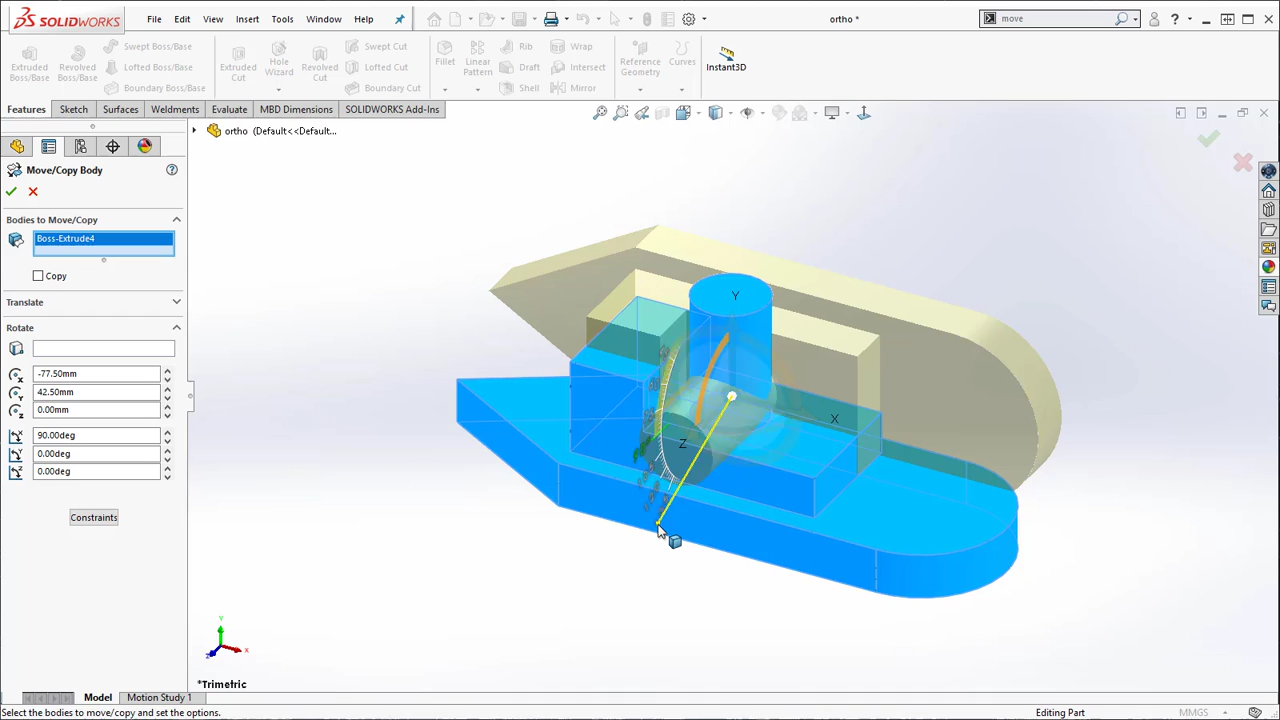 SOLIDWORKS File Edit View Insert Tools Window Help ortho * move
Extruded Boss/Base Revolved Boss/Base Swept Boss/Base Lofted Boss/Base Boundary Boss/Base Extruded Cut Hole Wizard Revolved Cut Swept Cut Lofted Cut Boundary Cut Fillet Linear Pattern Rib Draft Shell Wrap Intersect Mirror Reference Geometry Curves Instant3D
Features Sketch Surfaces Weldments Evaluate MBD Dimensions SOLIDWORKS Add-Ins
ortho (Default<<Default...
Move/Copy Body
Bodies to Move/Copy
Boss-Extrude4
Copy
Translate
Rotate
-77.50mm
42.50mm
0.00mm
90.00deg
0.00deg
0.00deg
Constraints
Y
X
Z
Y
X
Z
*Trimetric
Model Motion Study 1
Select the bodies to move/copy and set the options. Editing Part MMGS